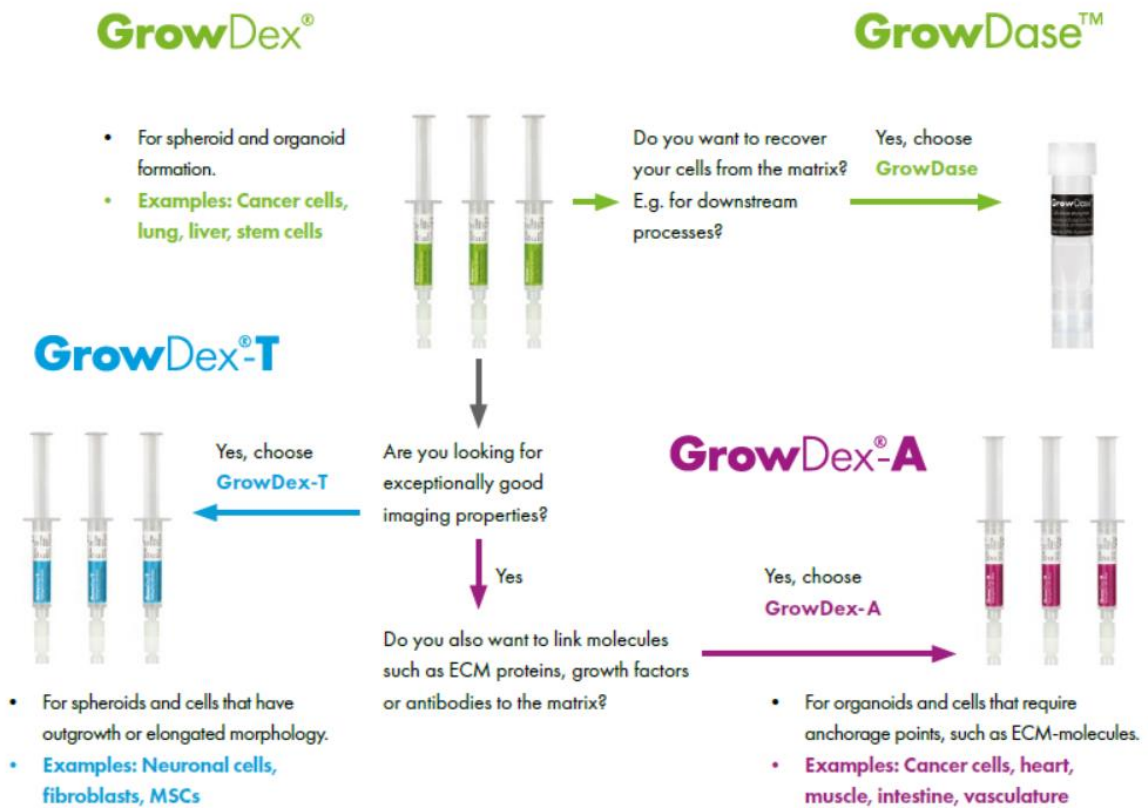 GrowDex®
GrowDase™
• For spheroid and organoid
formation.
• Examples: Cancer cells,
lung, liver, stem cells
Do you want to recover
your cells from the matrix?
E.g. for downstream
processes?
Yes, choose
GrowDase
GrowDase
GrowDex®-T
Yes, choose
GrowDex-T
Are you looking for
exceptionally good
imaging properties?
GrowDex®-A
Yes
Yes, choose
GrowDex-A
Do you also want to link molecules
such as ECM proteins, growth factors
or antibodies to the matrix?
• For spheroids and cells that have
outgrowth or elongated morphology.
• Examples: Neuronal cells,
fibroblasts, MSCs
• For organoids and cells that require
anchorage points, such as ECM-molecules.
• Examples: Cancer cells, heart,
muscle, intestine, vasculature